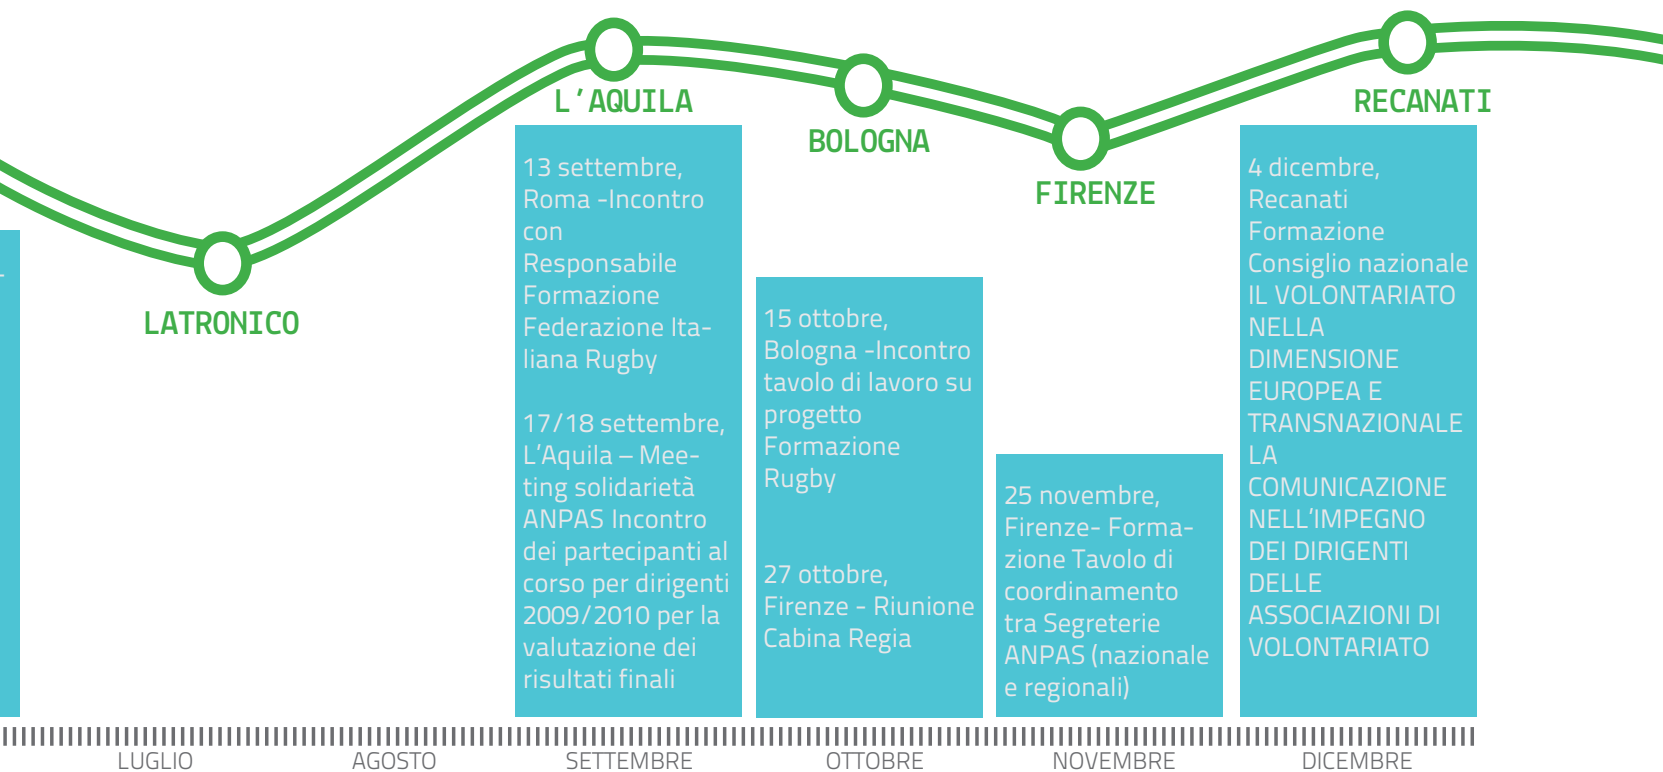 L'AQUILA
RECANATI
BOLOGNA
FIRENZE
LATRONICO
13 settembre,
Roma -Incontro
con
Responsabile
Formazione
Federazione Ita-
liana Rugby
17/18 settembre,
L'Aquila – Mee-
ting solidarietà
ANPAS Incontro
dei partecipanti al
corso per dirigenti
2009/2010 per la
valutazione dei
risultati finali
15 ottobre,
Bologna -Incontro
tavolo di lavoro su
progetto
Formazione
Rugby
27 ottobre,
Firenze - Riunione
Cabina Regia
25 novembre,
Firenze- Forma-
zione Tavolo di
coordinamento
tra Segreterie
ANPAS (nazionale
e regionali)
4 dicembre,
Recanati
Formazione
Consiglio nazionale
IL VOLONTARIATO
NELLA
DIMENSIONE
EUROPEA E
TRANSNAZIONALE
LA
COMUNICAZIONE
NELL'IMPEGNO
DEI DIRIGENTI
DELLE
ASSOCIAZIONI DI
VOLONTARIATO
LUGLIO
AGOSTO
SETTEMBRE
OTTOBRE
NOVEMBRE
DICEMBRE